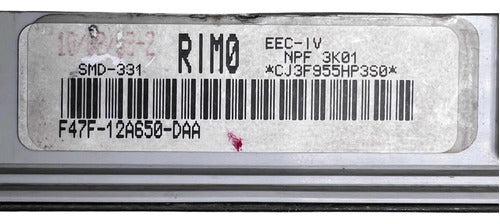 RIM0
EEC-IV
NPF 3K01
SMD-331
*CJ3F955HP3S0*
F47F-12A650-DAA